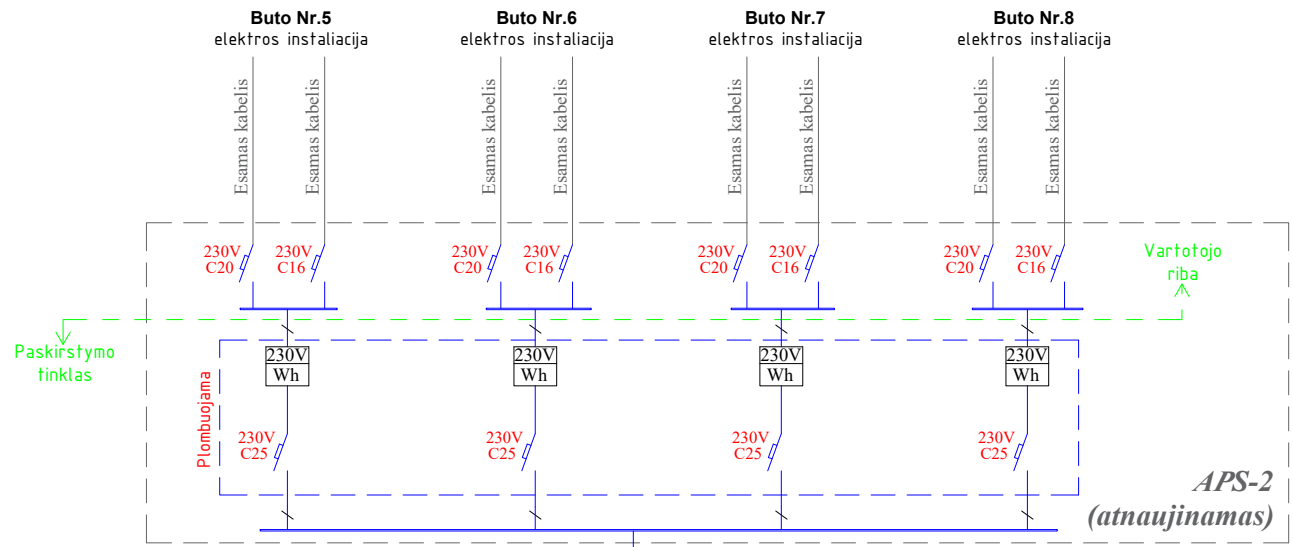 Buto Nr.5
elektros instaliacija
Buto Nr.6
elektros instaliacija
Buto Nr.7
elektros instaliacija
Buto Nr.8
elektros instaliacija
Esamas kabelis
Esamas kabelis
Esamas kabelis
Esamas kabelis
Esamas kabelis
Esamas kabelis
Esamas kabelis
Esamas kabelis
230V
C20
230V
C16
230V
C20
230V
C16
230V
C20
230V
C16
230V
C20
230V
C16
Vartotojo
riba
Paskirstymo
tinklas
230V
Wh
230V
Wh
230V
Wh
230V
Wh
Plombuojama
230V
C25
230V
C25
230V
C25
230V
C25
APS-2
(atnaujinamas)